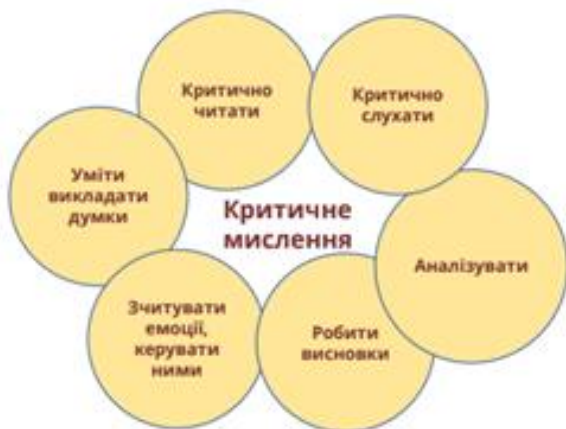 Критично
читати
Критично
слухати
Уміти
викладати
думки
Критичне
мислення
Аналізувати
Зчитувати
емоції,
керувати
ними
Робити
висновки